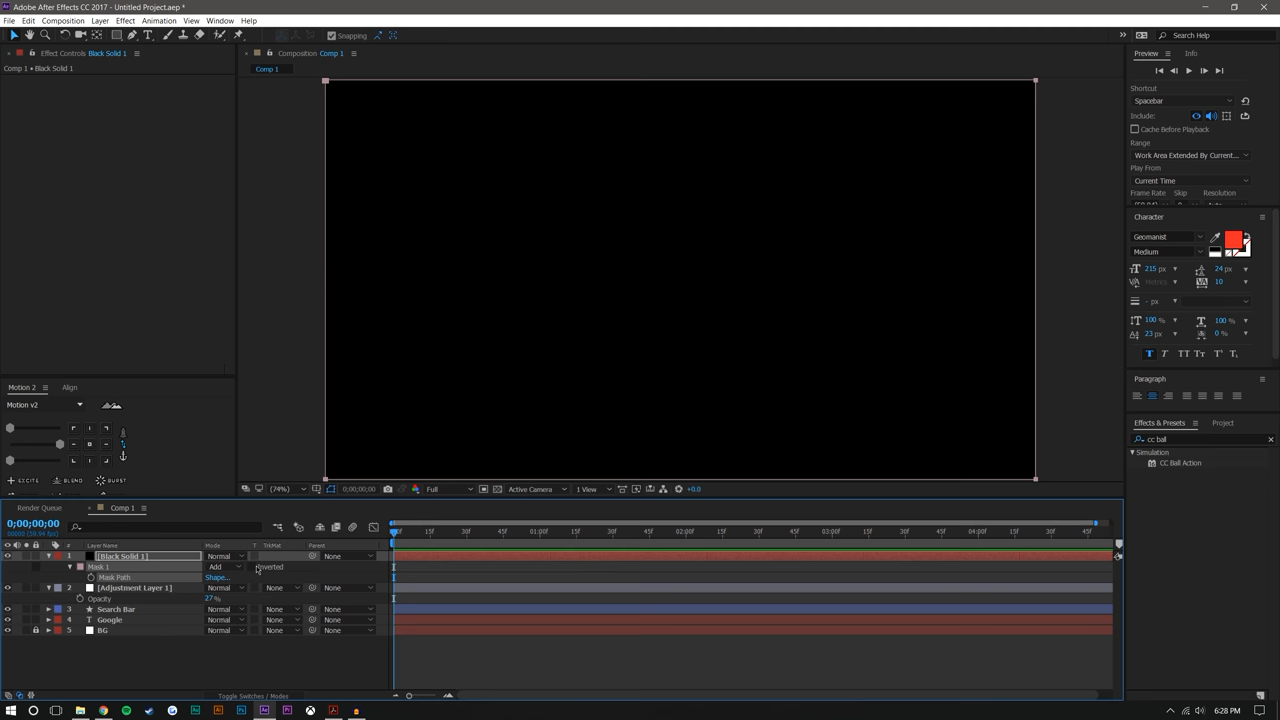 Adobe After Effects CC 2017 - Untitled Project.aep *
File Edit Composition Layer Effect Animation View Window Help
Snapping
Search Help
Effect Controls Black Solid 1
Composition Comp 1
Preview Info
Comp 1 • Black Solid 1
Comp 1
Shortcut
Spacebar
Include:
Cache Before Playback
Range
Work Area Extended By Current...
Play From
Current Time
Frame Rate Skip Resolution
Character
Geomanist
Medium
215 px 24 px
Metrics 10
- px
100 % 100 %
23 px 0 %
Paragraph
Motion 2 Align
Motion v2
EXCITE BLEND BURST
Effects & Presets Project
cc ball
Simulation
CC Ball Action
(74%) 0;00;00;00 Full Active Camera 1 View +0.0
Render Queue Comp 1
0;00;00;00
00000 (59.94 fps)
15f 30f 45f 01:00f 15f 30f 45f 02:00f 15f 30f 45f 03:00f 15f 30f 45f 04:00f 15f 30f 45f
# Layer Name Mode T TrkMat Parent
1 [Black Solid 1] Normal None
Mask 1 Add Inverted
Mask Path Shape...
2 [Adjustment Layer 1] Normal None None
Opacity 27 %
3 Search Bar Normal None None
4 T Google Normal None None
5 BG Normal None None
Toggle Switches / Modes
6:28 PM